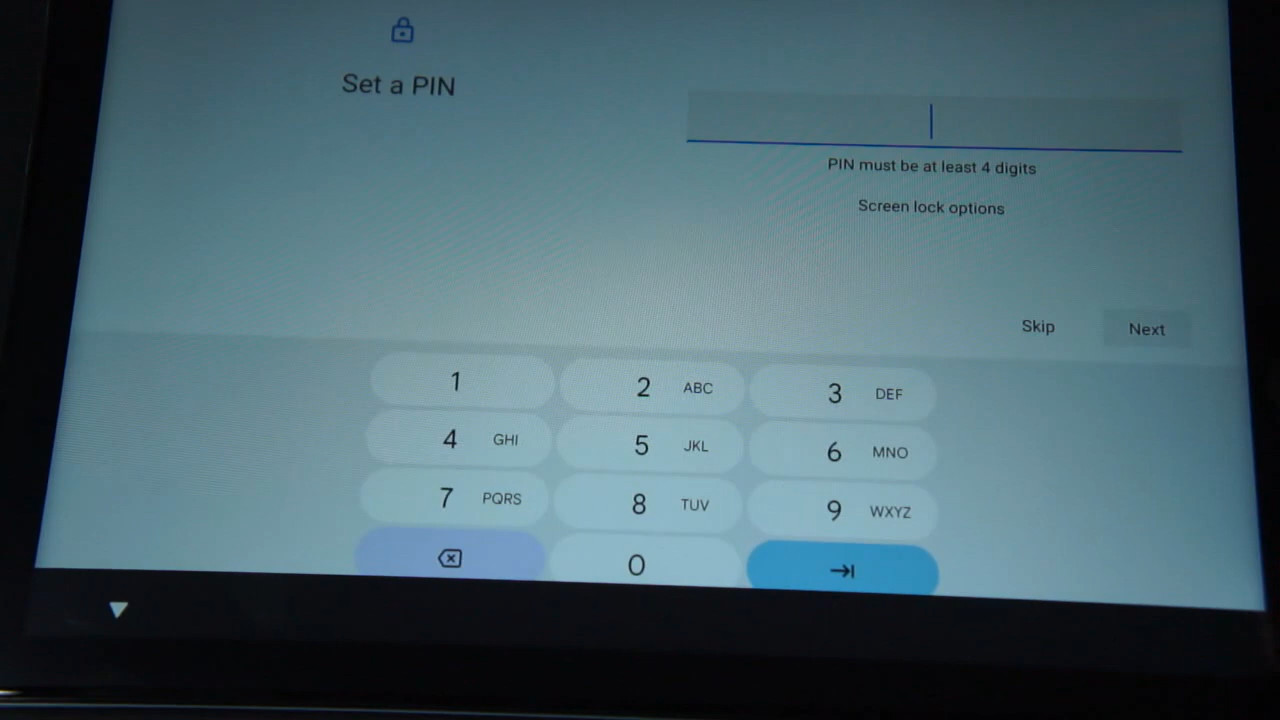 Set a PIN
PIN must be at least 4 digits
Screen lock options
Skip
Next
1
2 ABC
3 DEF
4 GHI
5 JKL
6 MNO
7 PQRS
8 TUV
9 WXYZ
0